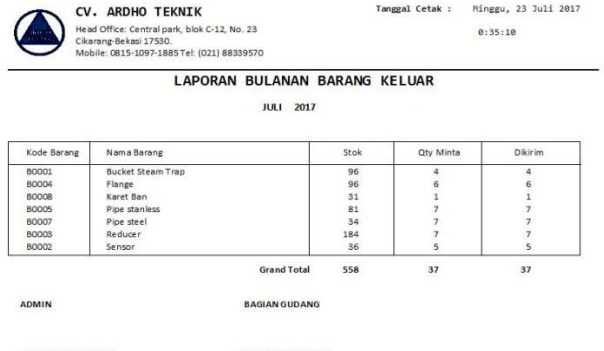 CV. ARDHO TEKNIK
Head Office: Central park, blok C-12, No. 23
Cikarang-Bekasi 17530.
Mobile: 0815-1097-1885 Tel: (021) 88339570
Tanggal Cetak : Minggu, 23 Juli 2017
0:35:10
LAPORAN BULANAN BARANG KELUAR
JULI 2017
Kode Barang Nama Barang Stok Qty Minta Dikirim
B0001 Bucket Steam Trap 96 4 4
B0004 Flange 96 6 6
B0008 Karet Ban 31 1 1
B0005 Pipe stanless 81 7 7
B0007 Pipe steel 34 7 7
B0003 Reducer 184 7 7
B0002 Sensor 36 5 5
Grand Total 558 37 37
ADMIN BAGIAN GUDANG